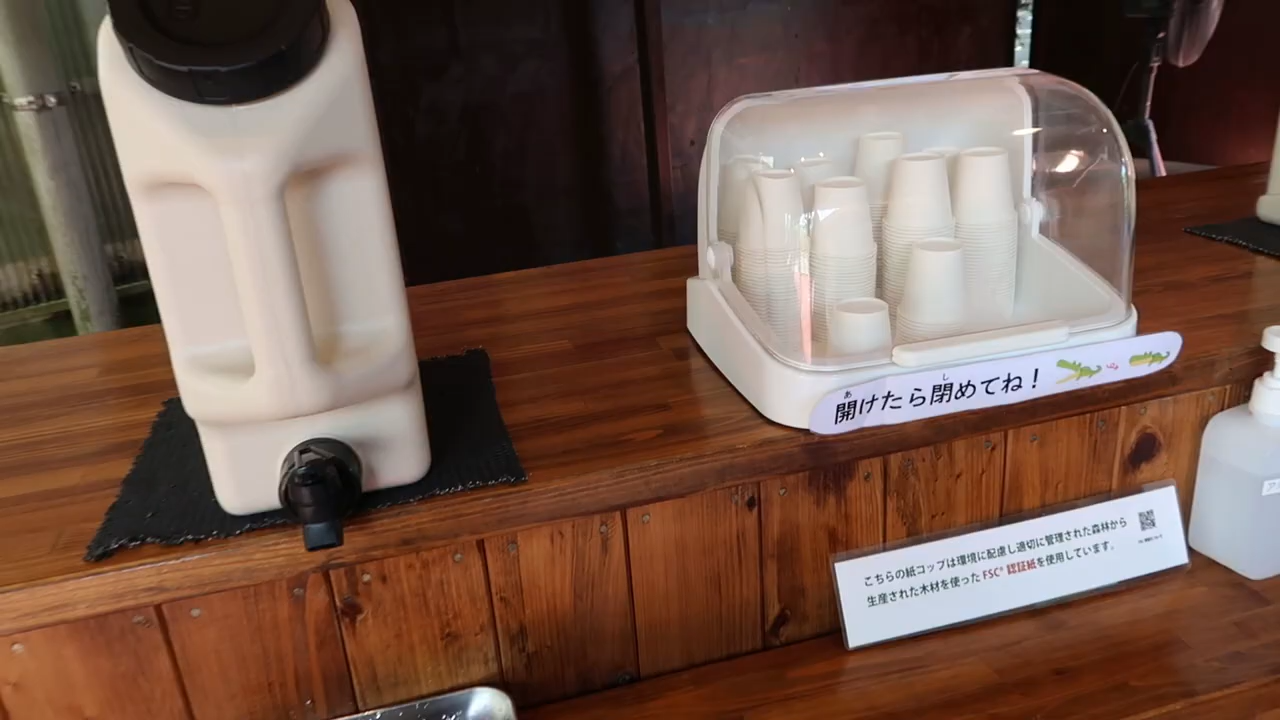 開けたら閉めてね！
こちらの紙コップは環境に配慮し適切に管理された森林から
生産された木材を使ったFSC®認証紙を使用しています。